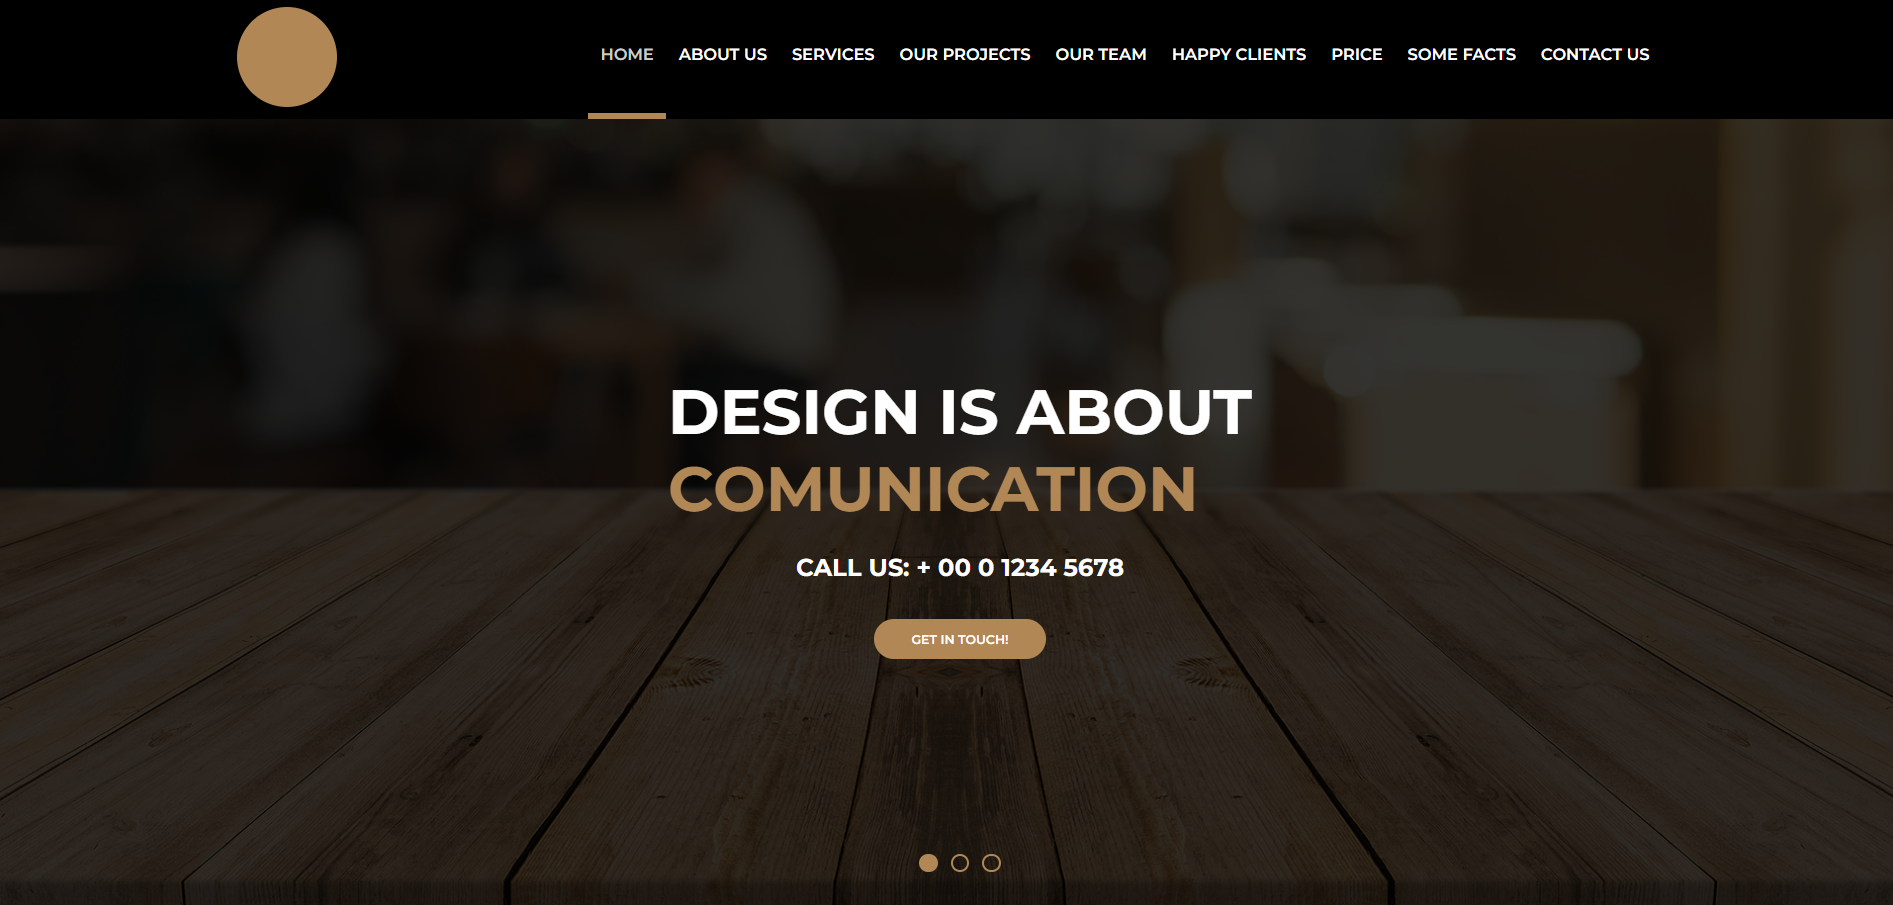 HOME ABOUT US SERVICES OUR PROJECTS OUR TEAM HAPPY CLIENTS PRICE SOME FACTS CONTACT US
DESIGN IS ABOUT
COMUNICATION
CALL US: + 00 0 1234 5678
GET IN TOUCH!